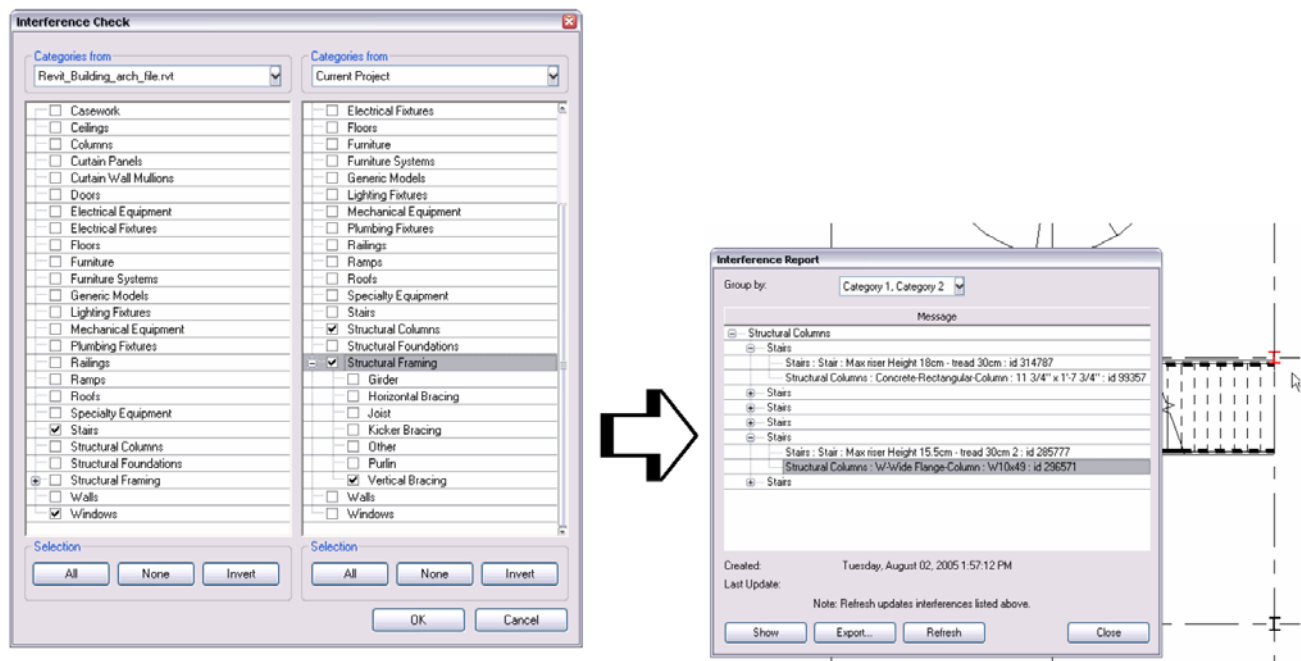 Interference Check
Categories from
Revit_Building_arch_file.rvt
Casework
Ceilings
Columns
Curtain Panels
Curtain Wall Mullions
Doors
Electrical Equipment
Electrical Fixtures
Floors
Furniture
Furniture Systems
Generic Models
Lighting Fixtures
Mechanical Equipment
Plumbing Fixtures
Railings
Ramps
Roofs
Specialty Equipment
Stairs
Structural Columns
Structural Foundations
Structural Framing
Walls
Windows
Selection
All None Invert
Categories from
Current Project
Electrical Fixtures
Floors
Furniture
Furniture Systems
Generic Models
Lighting Fixtures
Mechanical Equipment
Plumbing Fixtures
Railings
Ramps
Roofs
Specialty Equipment
Stairs
Structural Columns
Structural Foundations
Structural Framing
Girder
Horizontal Bracing
Joist
Kicker Bracing
Other
Purlin
Vertical Bracing
Walls
Windows
Selection
All None Invert
OK Cancel
Interference Report
Group by: Category 1, Category 2
Message
Structural Columns
Stairs
Stairs : Stair : Max riser Height 18cm - tread 30cm : id 314787
Structural Columns : Concrete-Rectangular-Column : 11 3/4" x 1'-7 3/4" : id 99357
Stairs
Stairs
Stairs
Stairs
Stairs : Stair : Max riser Height 15.5cm - tread 30cm 2 : id 285777
Structural Columns : W-Wide Flange-Column : W10x49 : id 296571
Stairs
Created: Tuesday, August 02, 2005 1:57:12 PM
Last Update:
Note: Refresh updates interferences listed above.
Show Export... Refresh Close